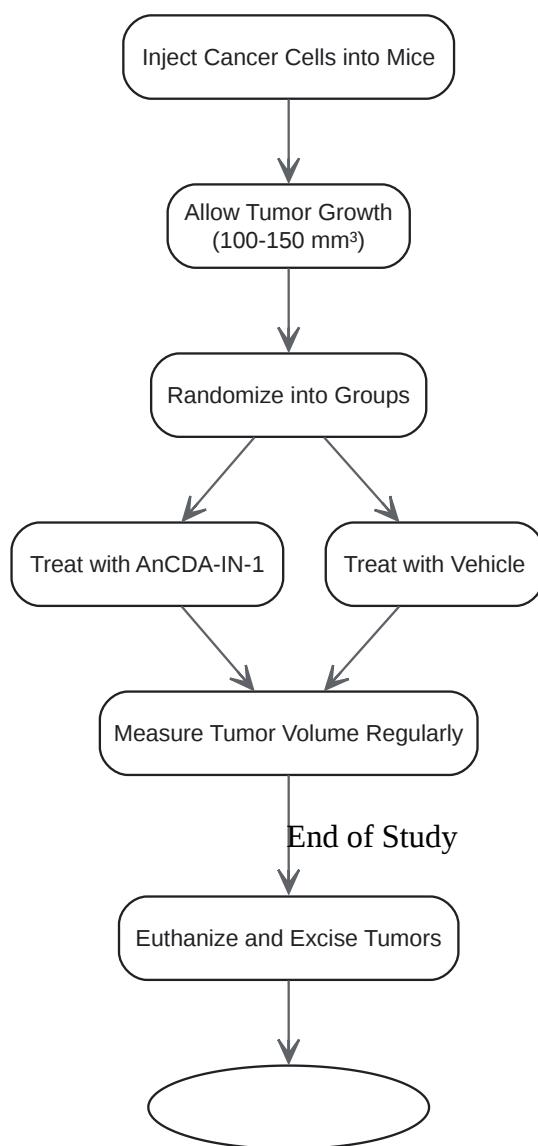 Inject Cancer Cells into Mice
Allow Tumor Growth
(100-150 mm³)
Randomize into Groups
Treat with AnCDA-IN-1
Treat with Vehicle
Measure Tumor Volume Regularly
End of Study
Euthanize and Excise Tumors